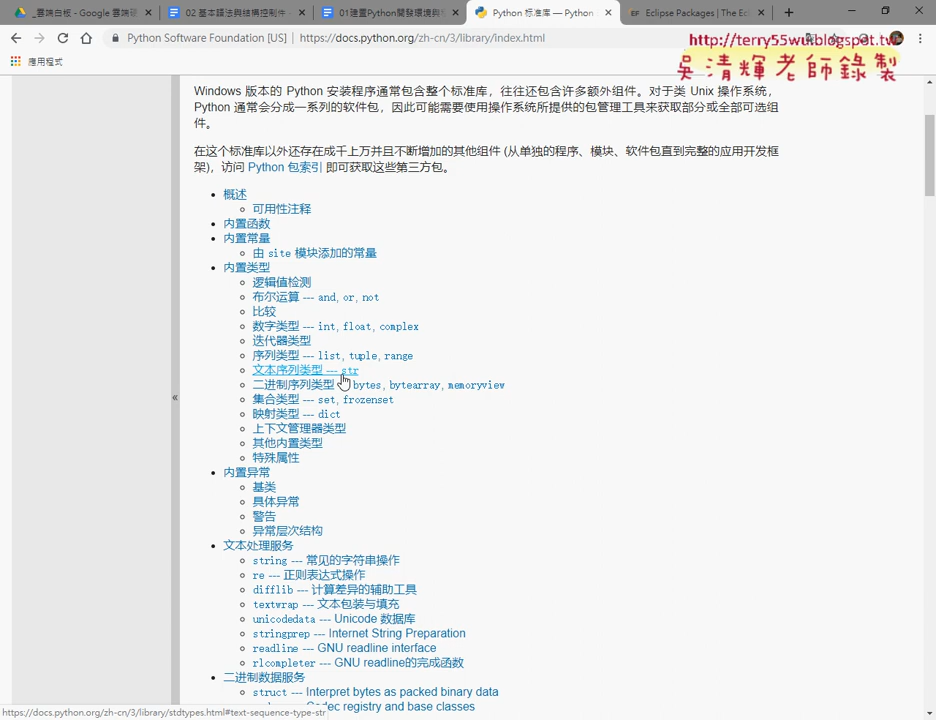 _雲端白板 - Google 雲端硬
02 基本語法與結構控制件 -
01建置Python開發環境與
Python 标准库 — Python
Eclipse Packages | The Ecl
Python Software Foundation [US] | https://docs.python.org/zh-cn/3/library/index.html
http://terry55wu.blogspot.tw
應用程式
吳清輝老師錄製
Windows 版本的 Python 安装程序通常包含整个标准库，往往还包含许多额外组件。对于类 Unix 操作系统，
Python 通常会分成一系列的软件包，因此可能需要使用操作系统所提供的包管理工具来获取部分或全部可选组
件。
在这个标准库以外还存在成千上万并且不断增加的其他组件 (从单独的程序、模块、软件包直到完整的应用开发框
架)，访问 Python 包索引 即可获取这些第三方包。
概述
可用性注释
内置函数
内置常量
由 site 模块添加的常量
内置类型
逻辑值检测
布尔运算 --- and, or, not
比较
数字类型 --- int, float, complex
迭代器类型
序列类型 --- list, tuple, range
文本序列类型 --- str
二进制序列类型 bytes, bytearray, memoryview
集合类型 --- set, frozenset
映射类型 --- dict
上下文管理器类型
其他内置类型
特殊属性
内置异常
基类
具体异常
警告
异常层次结构
文本处理服务
string --- 常见的字符串操作
re --- 正则表达式操作
difflib --- 计算差异的辅助工具
textwrap --- 文本包装与填充
unicodedata --- Unicode 数据库
stringprep --- Internet String Preparation
readline --- GNU readline interface
rlcompleter --- GNU readline的完成函数
二进制数据服务
struct --- Interpret bytes as packed binary data
Codec registry and base classes
https://docs.python.org/zh-cn/3/library/stdtypes.html#text-sequence-type-str